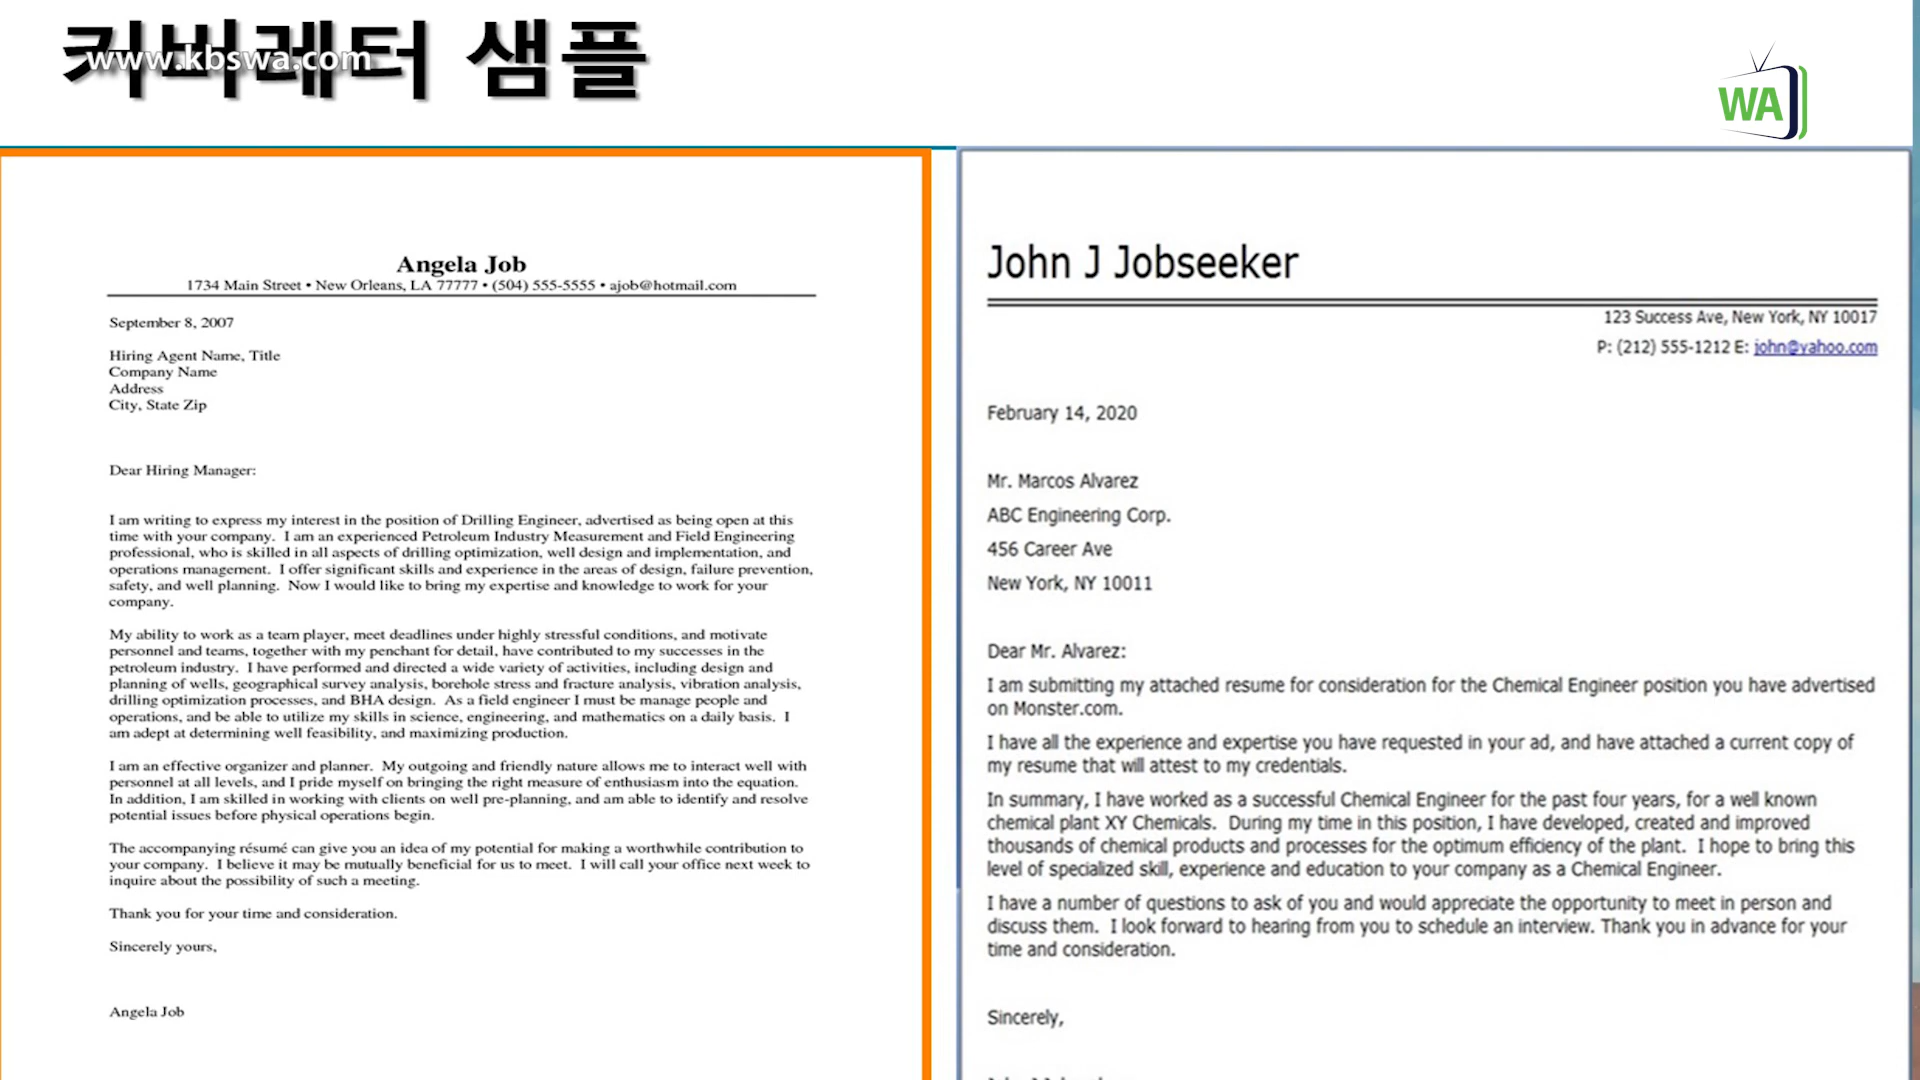 커버레터 샘플
www.kbswa.com
WA
Angela Job
1734 Main Street • New Orleans, LA 77777 • (504) 555-5555 • ajob@hotmail.com
September 8, 2007
Hiring Agent Name, Title
Company Name
Address
City, State Zip
Dear Hiring Manager:
I am writing to express my interest in the position of Drilling Engineer, advertised as being open at this
time with your company.  I am an experienced Petroleum Industry Measurement and Field Engineering
professional, who is skilled in all aspects of drilling optimization, well design and implementation, and
operations management.  I offer significant skills and experience in the areas of design, failure prevention,
safety, and well planning.  Now I would like to bring my expertise and knowledge to work for your
company.
My ability to work as a team player, meet deadlines under highly stressful conditions, and motivate
personnel and teams, together with my penchant for detail, have contributed to my successes in the
petroleum industry.  I have performed and directed a wide variety of activities, including design and
planning of wells, geographical survey analysis, borehole stress and fracture analysis, vibration analysis,
drilling optimization processes, and BHA design.  As a field engineer I must be manage people and
operations, and be able to utilize my skills in science, engineering, and mathematics on a daily basis.  I
am adept at determining well feasibility, and maximizing production.
I am an effective organizer and planner.  My outgoing and friendly nature allows me to interact well with
personnel at all levels, and I pride myself on bringing the right measure of enthusiasm into the equation.
In addition, I am skilled in working with clients on well pre-planning, and am able to identify and resolve
potential issues before physical operations begin.
The accompanying résumé can give you an idea of my potential for making a worthwhile contribution to
your company.  I believe it may be mutually beneficial for us to meet.  I will call your office next week to
inquire about the possibility of such a meeting.
Thank you for your time and consideration.
Sincerely yours,
Angela Job
John J Jobseeker
123 Success Ave, New York, NY 10017
P: (212) 555-1212 E: john@yahoo.com
February 14, 2020
Mr. Marcos Alvarez
ABC Engineering Corp.
456 Career Ave
New York, NY 10011
Dear Mr. Alvarez:
I am submitting my attached resume for consideration for the Chemical Engineer position you have advertised
on Monster.com.
I have all the experience and expertise you have requested in your ad, and have attached a current copy of
my resume that will attest to my credentials.
In summary, I have worked as a successful Chemical Engineer for the past four years, for a well known
chemical plant XY Chemicals.  During my time in this position, I have developed, created and improved
thousands of chemical products and processes for the optimum efficiency of the plant.  I hope to bring this
level of specialized skill, experience and education to your company as a Chemical Engineer.
I have a number of questions to ask of you and would appreciate the opportunity to meet in person and
discuss them.  I look forward to hearing from you to schedule an interview. Thank you in advance for your
time and consideration.
Sincerely,